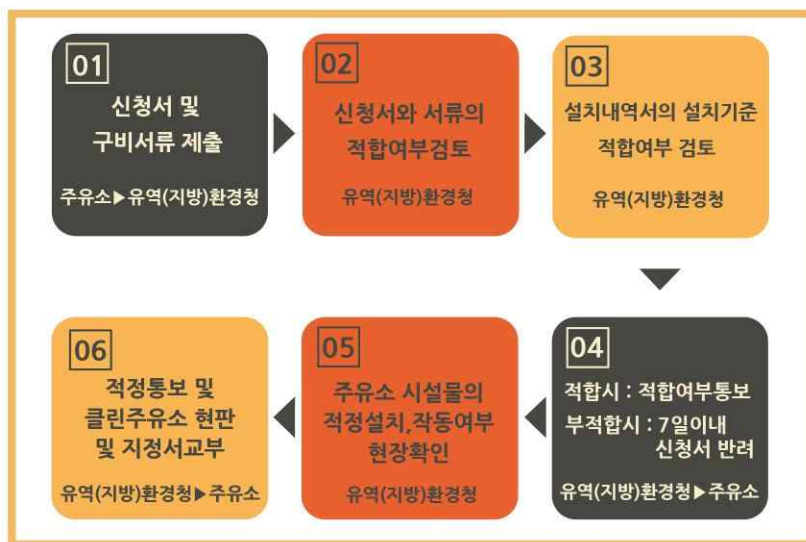 01
신청서 및
구비서류 제출
주유소▶유역(지방)환경청
02
신청서와 서류의
적합여부검토
유역(지방)환경청
03
설치내역서의 설치기준
적합여부 검토
유역(지방)환경청
04
적합시 : 적합여부통보
부적합시 : 7일이내
신청서 반려
유역(지방)환경청▶주유소
05
주유소 시설물의
적정설치,작동여부
현장확인
유역(지방)환경청
06
적정통보 및
클린주유소 현판
및 지정서교부
유역(지방)환경청▶주유소